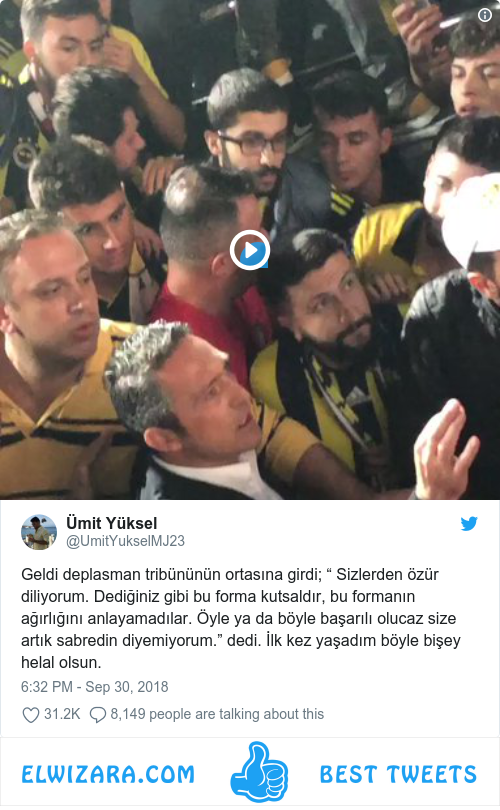 Ümit Yüksel
@UmitYukselMJ23
Geldi deplasman tribününün ortasına girdi; “ Sizlerden özür
diliyorum. Dediğiniz gibi bu forma kutsaldır, bu formanın
ağırlığını anlayamadılar. Öyle ya da böyle başarılı olucaz size
artık sabredin diyemiyorum.” dedi. İlk kez yaşadım böyle bişey
helal olsun.
6:32 PM - Sep 30, 2018
31.2K 8,149 people are talking about this
ELWIZARA.COM BEST TWEETS